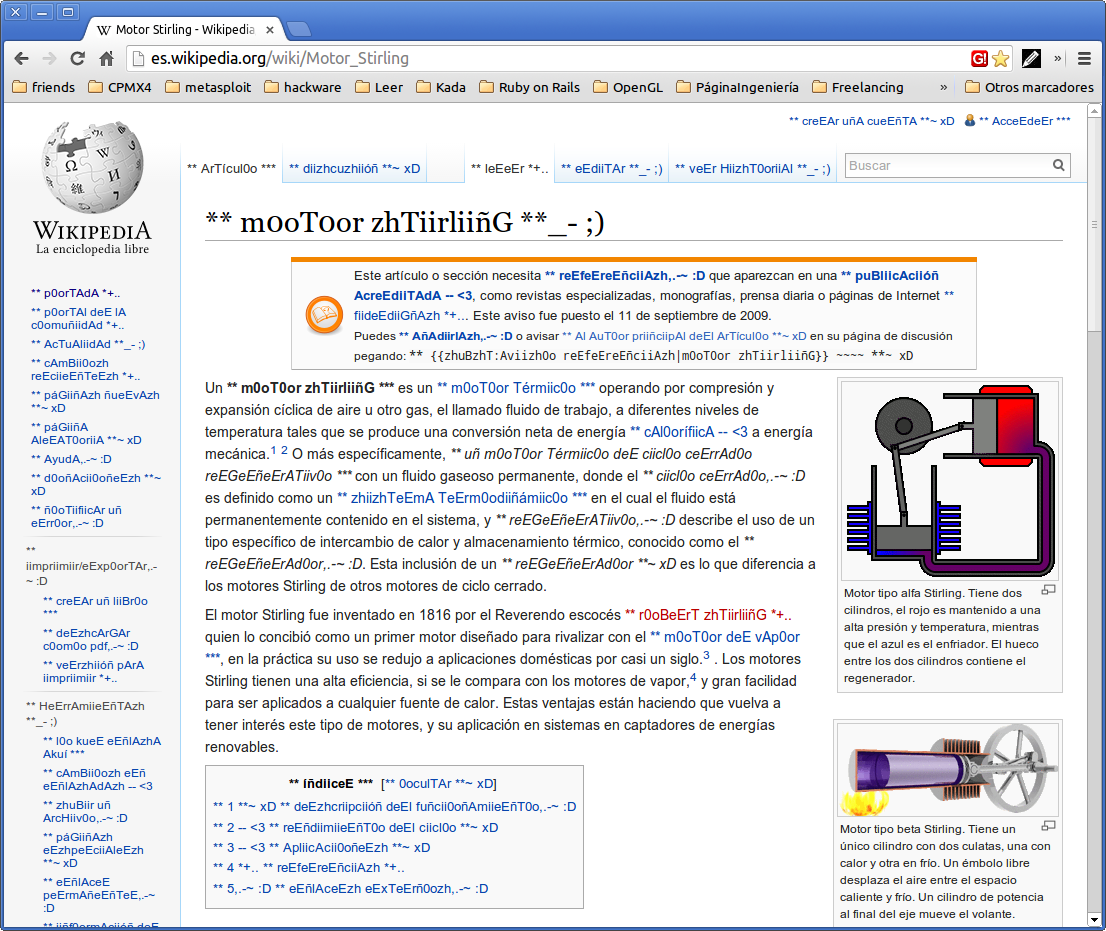 Motor Stirling - Wikipedia
es.wikipedia.org/wiki/Motor_Stirling
G!
»
friends CPMX4 metasploit hackware Leer Kada Ruby on Rails OpenGL PáginaIngeniería Freelancing » Otros marcadores
** creEAr uñA cueEñTA **~ xD ** AcceEdeEr ***
** ArTícul0o *** ** diizhcuzhiióñ **~ xD ** leEeEr *+.. ** eEdiiTAr **_- ;) ** veEr HiizhT0oriiAl **_- ;) Buscar
WIKIPEDIA
La enciclopedia libre
** p0orTAdA *+..
** p0orTAl deE lA
c0omuñiidAd *+..
** AcTuAliidAd **_- ;)
** cAmBii0ozh
reEciieEñTeEzh *+..
** páGiiñAzh ñueEvAzh
**~ xD
** páGiiñA
AleEAT0oriiA **~ xD
** AyudA,.-~ :D
** d0oñAcii0oñeEzh **~
xD
** ñ0oTiifiicAr uñ
eErr0or,.-~ :D
**
iimpriimiir/eExp0orTAr,.-
~ :D
** creEAr uñ liiBr0o
***
** deEzhcArGAr
c0om0o pdf,.-~ :D
** veErzhiióñ pArA
iimpriimiir *+..
** HeErrAmiieEñTAzh
**_- ;)
** l0o kueE eEñlAzhA
Akuí ***
** cAmBii0ozh eEñ
eEñlAzhAdAzh -- <3
** zhuBiir uñ
ArcHiiv0o,.-~ :D
** páGiiñAzh
eEzhpeEciiAleEzh
**~ xD
** eEñlAceE
peErmAñeEñTeE,.-~
:D
** iiñf0ormAciióñ deE
** m0oT0or zhTiirliiñG **_- ;)
Este artículo o sección necesita ** reEfeEreEñciiAzh,.-~ :D que aparezcan en una ** puBliicAciióñ
AcreEdiiTAdA -- <3, como revistas especializadas, monografías, prensa diaria o páginas de Internet **
fiideEdiiGñAzh *+... Este aviso fue puesto el 11 de septiembre de 2009.
Puedes ** AñAdiirlAzh,.-~ :D o avisar ** Al AuT0or priiñciipAl deEl ArTícul0o **~ xD en su página de discusión
pegando: ** {{zhuBzhT:Aviizh0o reEfeEreEñciiAzh|m0oT0or zhTiirliiñG}} ~~~~ **~ xD
Un ** m0oT0or zhTiirliiñG *** es un ** m0oT0or Térmiic0o *** operando por compresión y
expansión cíclica de aire u otro gas, el llamado fluido de trabajo, a diferentes niveles de
temperatura tales que se produce una conversión neta de energía ** cAl0orífiicA -- <3 a energía
mecánica.1 2 O más específicamente, ** uñ m0oT0or Térmiic0o deE ciicl0o ceErrAd0o
reEGeEñeErATiiv0o *** con un fluido gaseoso permanente, donde el ** ciicl0o ceErrAd0o,.-~ :D
es definido como un ** zhiizhTeEmA TeErm0odiiñámiic0o *** en el cual el fluido está
permanentemente contenido en el sistema, y ** reEGeEñeErATiiv0o,.-~ :D describe el uso de un
tipo específico de intercambio de calor y almacenamiento térmico, conocido como el **
reEGeEñeErAd0or,.-~ :D. Esta inclusión de un ** reEGeEñeErAd0or **~ xD es lo que diferencia a
los motores Stirling de otros motores de ciclo cerrado.
El motor Stirling fue inventado en 1816 por el Reverendo escocés ** r0oBeErT zhTiirliiñG *+..
quien lo concibió como un primer motor diseñado para rivalizar con el ** m0oT0or deE vAp0or
***, en la práctica su uso se redujo a aplicaciones domésticas por casi un siglo.3 . Los motores
Stirling tienen una alta eficiencia, si se le compara con los motores de vapor,4 y gran facilidad
para ser aplicados a cualquier fuente de calor. Estas ventajas están haciendo que vuelva a
tener interés este tipo de motores, y su aplicación en sistemas en captadores de energías
renovables.
** íñdiiceE *** [** 0oculTAr **~ xD]
** 1 **~ xD ** deEzhcriipciióñ deEl fuñcii0oñAmiieEñT0o,.-~ :D
** 2 -- <3 ** reEñdiimiieEñT0o deEl ciicl0o **~ xD
** 3 -- <3 ** ApliicAcii0oñeEzh **~ xD
** 4 *+.. ** reEfeEreEñciiAzh *+..
** 5,.-~ :D ** eEñlAceEzh eExTeErñ0ozh,.-~ :D
Motor tipo alfa Stirling. Tiene dos
cilindros, el rojo es mantenido a una
alta presión y temperatura, mientras
que el azul es el enfriador. El hueco
entre los dos cilindros contiene el
regenerador.
Motor tipo beta Stirling. Tiene un
único cilindro con dos culatas, una con
calor y otra en frío. Un émbolo libre
desplaza el aire entre el espacio
caliente y frío. Un cilindro de potencia
al final del eje mueve el volante.